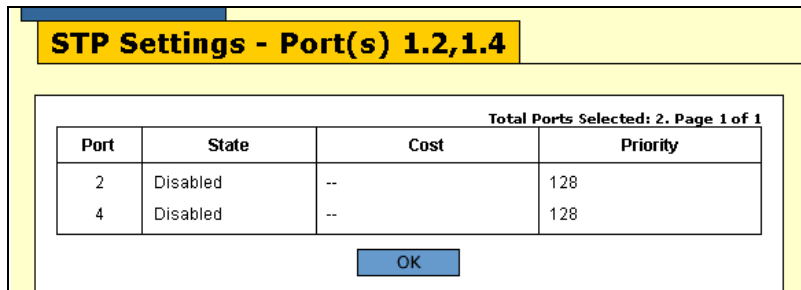 STP Settings - Port(s) 1.2,1.4
Total Ports Selected: 2. Page 1 of 1
Port State Cost Priority
2 Disabled -- 128
4 Disabled -- 128
OK